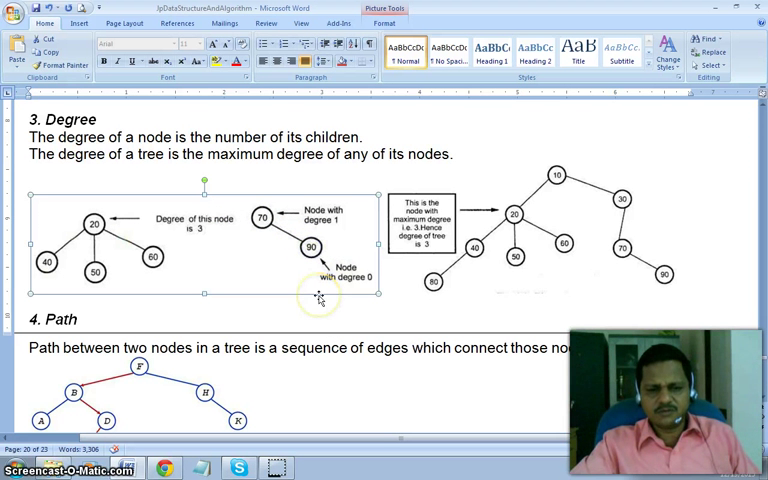 JpDataStructureAndAlgorithm - Microsoft Word
Picture Tools
Home Insert Page Layout References Mailings Review View Add-Ins Format
Cut
Copy
Format Painter
Paste
Clipboard
Arial
Font
Paragraph
AaBbCcDc AaBbCcDc AaBbCc AaBbCc AaB AaBbCc.
¶ Normal ¶ No Spaci... Heading 1 Heading 2 Title Subtitle
Change Styles
Styles
Find
Replace
Select
Editing
3. Degree
The degree of a node is the number of its children.
The degree of a tree is the maximum degree of any of its nodes.
20
40
50
60
Degree of this node
is 3
70
90
Node with
degree 1
Node
with degree 0
This is the
node with
maximum degree
i.e. 3.Hence
degree of tree
is 3
10
20
30
40
50
60
70
80
90
4. Path
Path between two nodes in a tree is a sequence of edges which connect those
F
B
H
A
D
K
Page: 20 of 23 Words: 3,306
Screencast-O-Matic.com